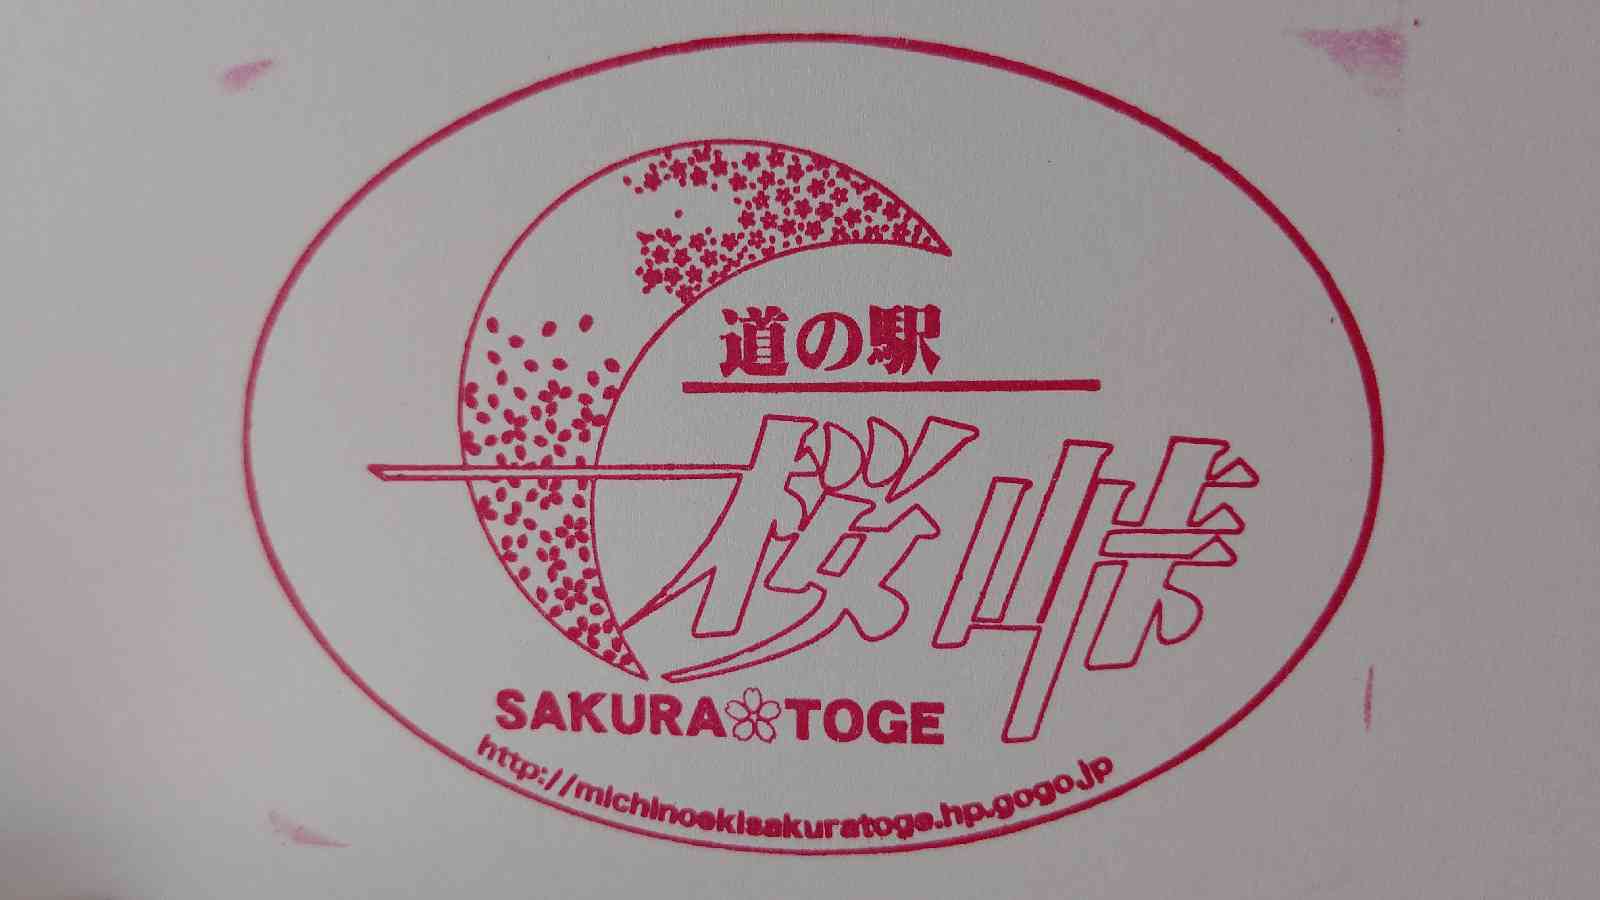 道の駅
桜峠
SAKURA TOGE
http://michinoekisakuratoge.hp.gogo.jp